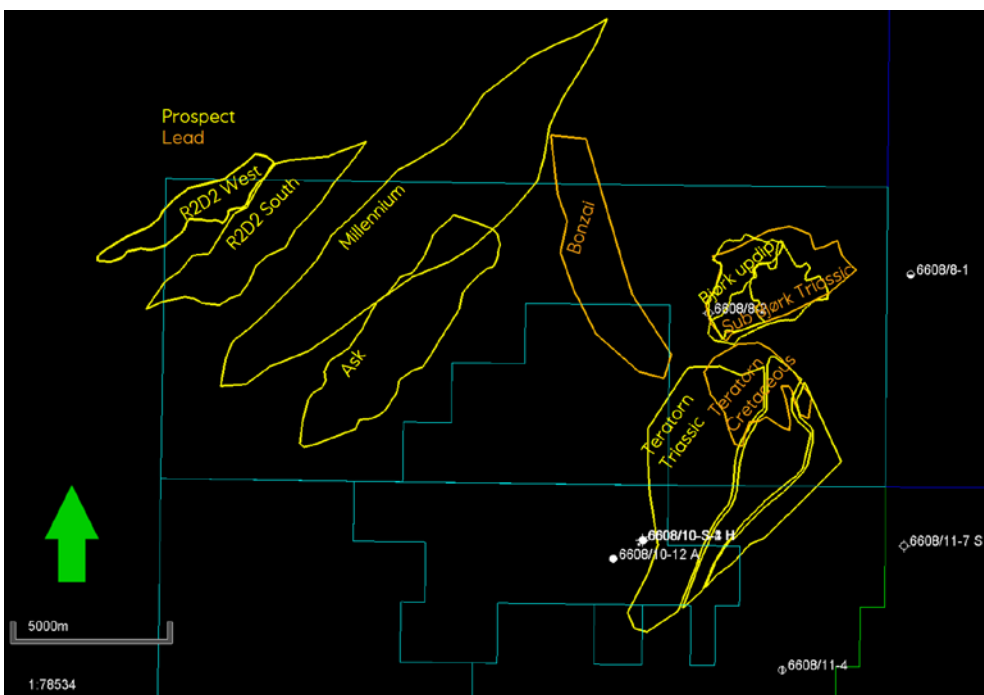 Prospect
Lead
R2D2 West
R2D2 South
Millennium
Bonzai
Ask
Bjørk updip
6608/8-1
Sub Bjørk Triassic
Teratorn
Cretaceous
Teratorn
Triassic
6608/10-12 A
6608/11-7 S
6608/11-4
5000m
1:78534